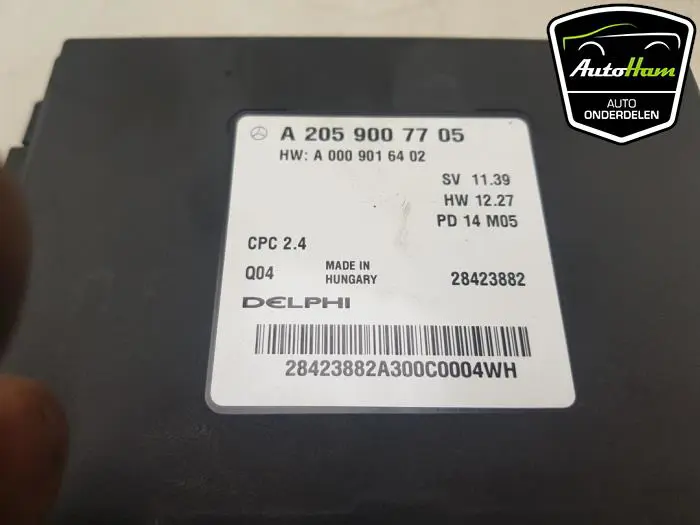 AutoHam
AUTO
ONDERDELEN
A 205 900 77 05
HW: A 000 901 64 02
SV 11.39
HW 12.27
PD 14 M05
CPC 2.4
Q04
MADE IN
HUNGARY
28423882
DELPHI
28423882A300C0004WH